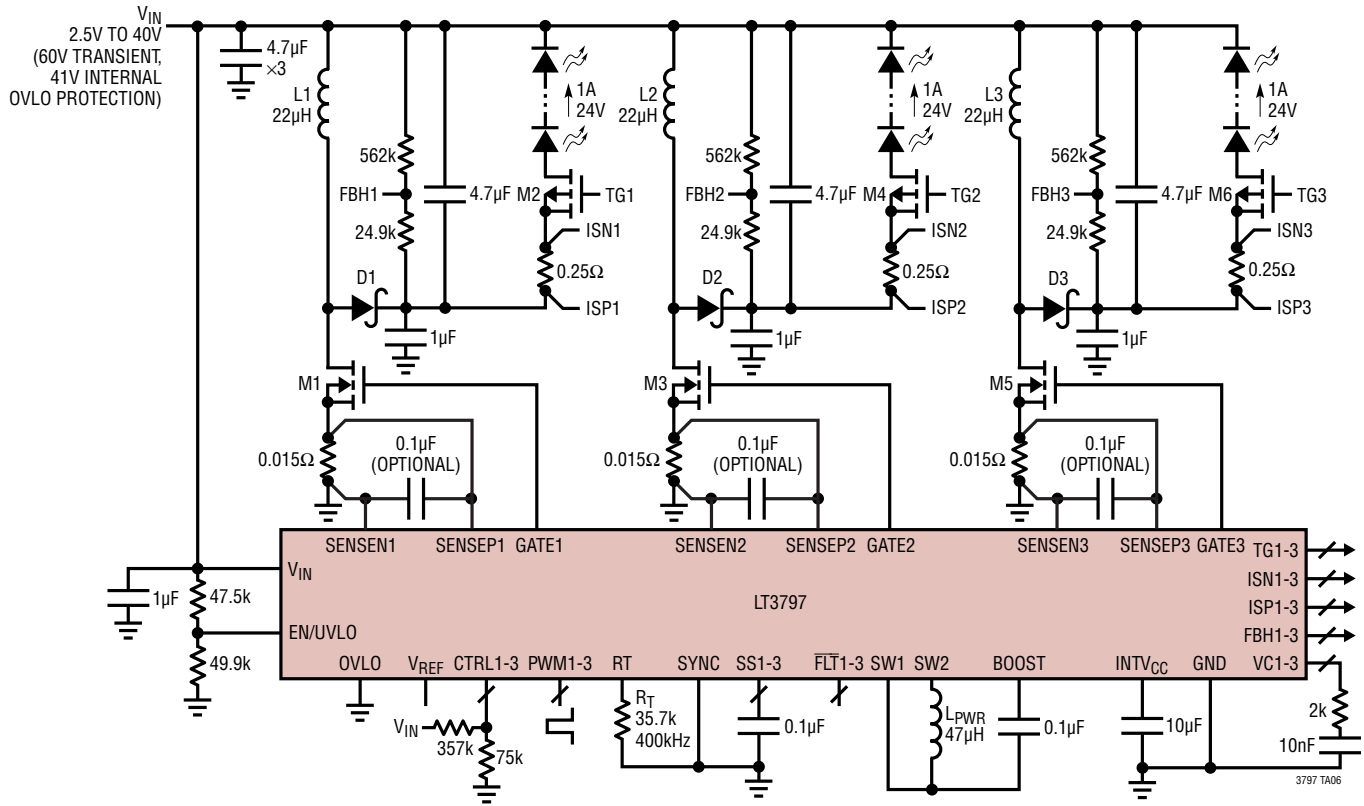 VIN
2.5V TO 40V
(60V TRANSIENT,
41V INTERNAL
OVLO PROTECTION)
4.7µF
×3
L1
22µH
562k
FBH1
24.9k
4.7µF
1A
24V
M2
TG1
ISN1
0.25Ω
ISP1
D1
1µF
M1
0.015Ω
0.1µF
(OPTIONAL)
L2
22µH
562k
FBH2
24.9k
4.7µF
1A
24V
M4
TG2
ISN2
0.25Ω
ISP2
D2
1µF
M3
0.015Ω
0.1µF
(OPTIONAL)
L3
22µH
562k
FBH3
24.9k
4.7µF
1A
24V
M6
TG3
ISN3
0.25Ω
ISP3
D3
1µF
M5
0.015Ω
0.1µF
(OPTIONAL)
SENSEN1 SENSEP1 GATE1 SENSEN2 SENSEP2 GATE2 SENSEN3 SENSEP3 GATE3
TG1-3
ISN1-3
ISP1-3
FBH1-3
VC1-3
VIN
LT3797
EN/UVLO
1µF
47.5k
49.9k
OVLO VREF CTRL1-3 PWM1-3 RT SYNC SS1-3 FLT1-3 SW1 SW2 BOOST INTVCC GND
VIN
357k
75k
RT
35.7k
400kHz
0.1µF
LPWR
47µH
0.1µF
10µF
2k
10nF
3797 TA06